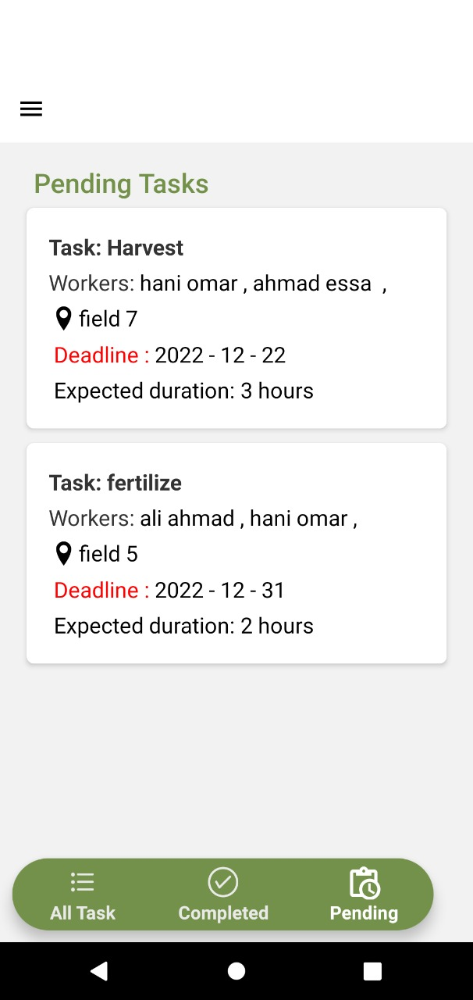 Pending Tasks
Task: Harvest
Workers: hani omar , ahmad essa  ,
field 7
Deadline : 2022 - 12 - 22
Expected duration: 3 hours
Task: fertilize
Workers: ali ahmad , hani omar ,
field 5
Deadline : 2022 - 12 - 31
Expected duration: 2 hours
All Task Completed Pending